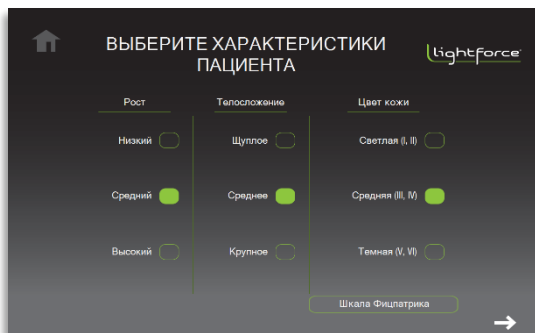 ВЫБЕРИТЕ ХАРАКТЕРИСТИКИ
ПАЦИЕНТА
lightforce
Рост
Телосложение
Цвет кожи
Низкий
Щуплое
Светлая (I, II)
Средний
Среднее
Средняя (III, IV)
Высокий
Крупное
Темная (V, VI)
Шкала Фицпатрика